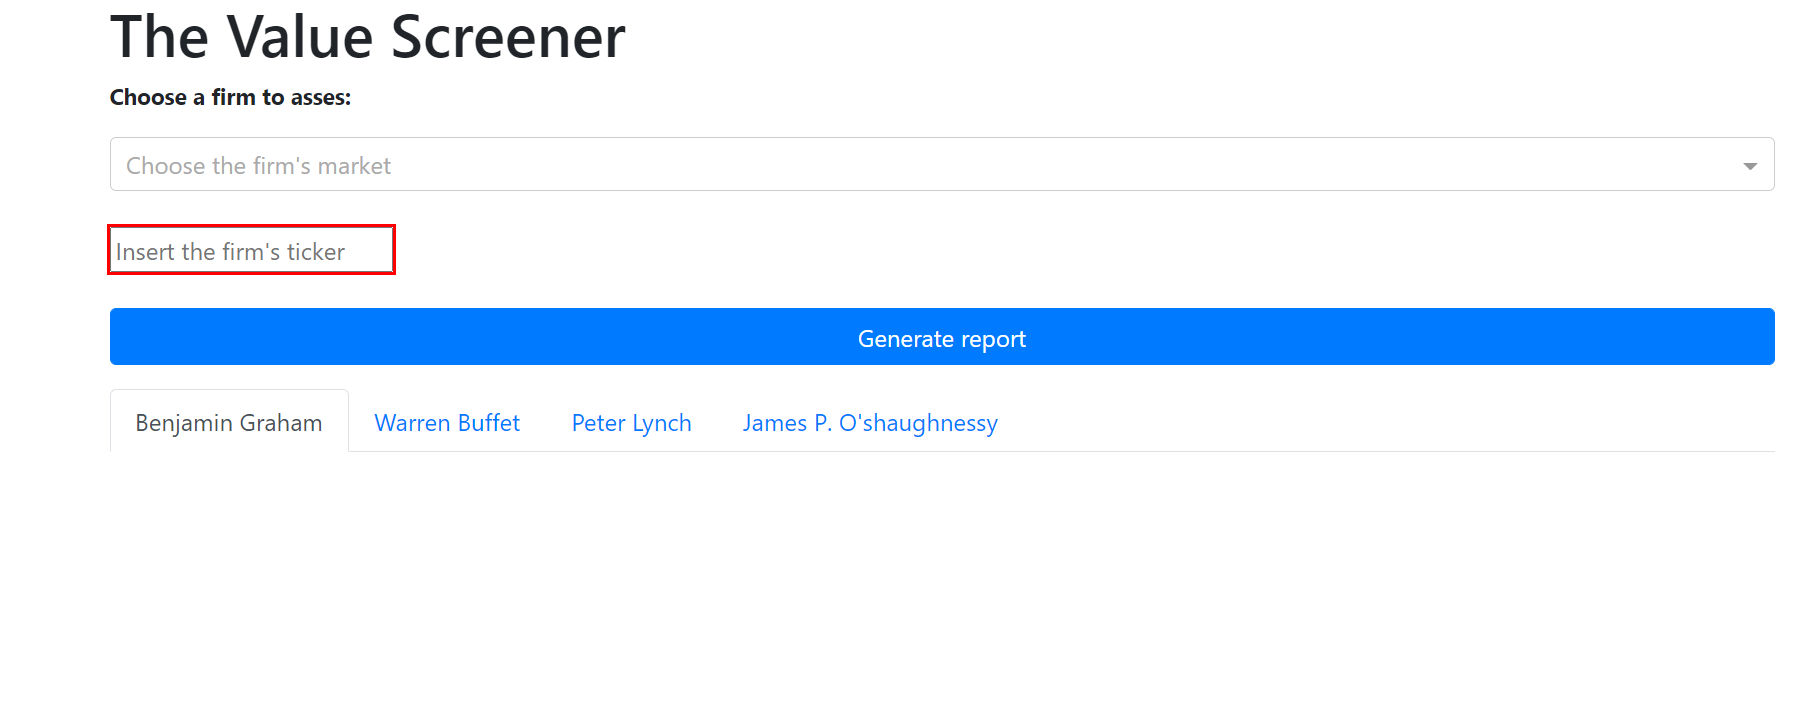 The Value Screener
Choose a firm to asses:
Choose the firm's market
Insert the firm's ticker
Generate report
Benjamin Graham Warren Buffet Peter Lynch James P. O'shaughnessy